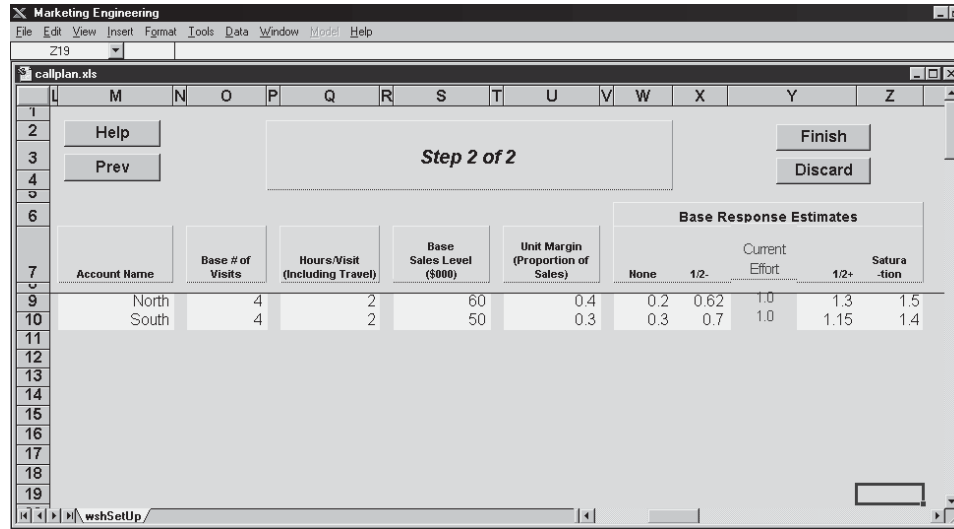 Marketing Engineering
File Edit View Insert Format Tools Data Window Model Help
Z19
callplan.xls
L M N O P Q R S T U V W X Y Z
1
2 Help Finish
3 Step 2 of 2
Prev Discard
4
5
6 Base Response Estimates
7 Account Name Base # of Visits Hours/Visit (Including Travel) Base Sales Level ($000) Unit Margin (Proportion of Sales) None 1/2- Current Effort 1/2+ Satura -tion
8
9 North 4 2 60 0.4 0.2 0.62 1.0 1.3 1.5
10 South 4 2 50 0.3 0.3 0.7 1.0 1.15 1.4
11
12
13
14
15
16
17
18
19
wshSetUp